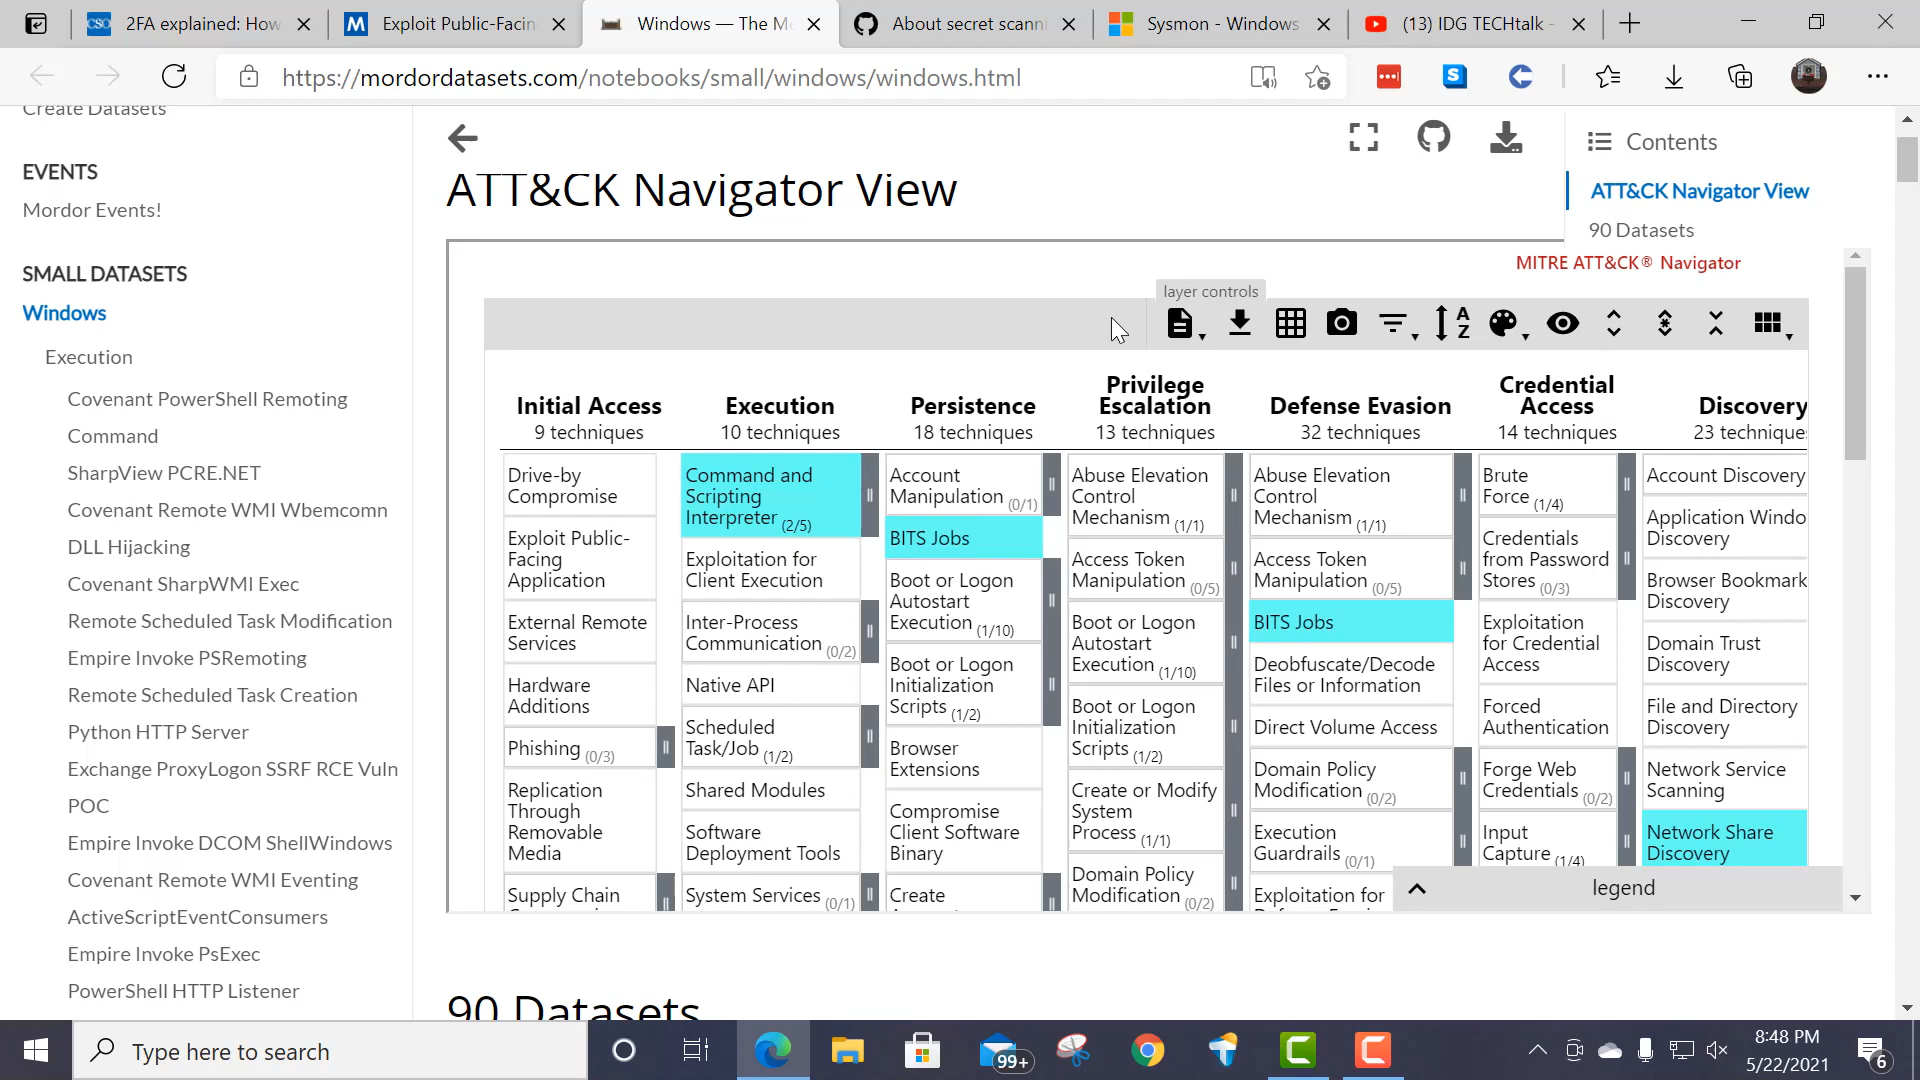 2FA explained: How
Exploit Public-Facin
Windows — The Mo
About secret scanni
Sysmon - Windows
(13) IDG TECHtalk -
https://mordordatasets.com/notebooks/small/windows/windows.html
Create Datasets
EVENTS
Mordor Events!
SMALL DATASETS
Windows
Execution
Covenant PowerShell Remoting
Command
SharpView PCRE.NET
Covenant Remote WMI Wbemcomn
DLL Hijacking
Covenant SharpWMI Exec
Remote Scheduled Task Modification
Empire Invoke PSRemoting
Remote Scheduled Task Creation
Python HTTP Server
Exchange ProxyLogon SSRF RCE Vuln
POC
Empire Invoke DCOM ShellWindows
Covenant Remote WMI Eventing
ActiveScriptEventConsumers
Empire Invoke PsExec
PowerShell HTTP Listener
ATT&CK Navigator View
Contents
ATT&CK Navigator View
90 Datasets
MITRE ATT&CK® Navigator
layer controls
Initial Access
9 techniques
Drive-by
Compromise
Exploit Public-
Facing
Application
External Remote
Services
Hardware
Additions
Phishing (0/3)
Replication
Through
Removable
Media
Supply Chain
Execution
10 techniques
Command and
Scripting
Interpreter (2/5)
Exploitation for
Client Execution
Inter-Process
Communication (0/2)
Native API
Scheduled
Task/Job (1/2)
Shared Modules
Software
Deployment Tools
System Services (0/1)
Persistence
18 techniques
Account
Manipulation (0/1)
BITS Jobs
Boot or Logon
Autostart
Execution (1/10)
Boot or Logon
Initialization
Scripts (1/2)
Browser
Extensions
Compromise
Client Software
Binary
Create
Privilege
Escalation
13 techniques
Abuse Elevation
Control
Mechanism (1/1)
Access Token
Manipulation (0/5)
Boot or Logon
Autostart
Execution (1/10)
Boot or Logon
Initialization
Scripts (1/2)
Create or Modify
System
Process (1/1)
Domain Policy
Modification (0/2)
Defense Evasion
32 techniques
Abuse Elevation
Control
Mechanism (1/1)
Access Token
Manipulation (0/5)
BITS Jobs
Deobfuscate/Decode
Files or Information
Direct Volume Access
Domain Policy
Modification (0/2)
Execution
Guardrails (0/1)
Exploitation for
Credential
Access
14 techniques
Brute
Force (1/4)
Credentials
from Password
Stores (0/3)
Exploitation
for Credential
Access
Forced
Authentication
Forge Web
Credentials (0/2)
Input
Capture (1/4)
Discovery
23 technique
Account Discovery
Application Windo
Discovery
Browser Bookmark
Discovery
Domain Trust
Discovery
File and Directory
Discovery
Network Service
Scanning
Network Share
Discovery
legend
90 Datasets
Type here to search
99+
8:48 PM
5/22/2021
6